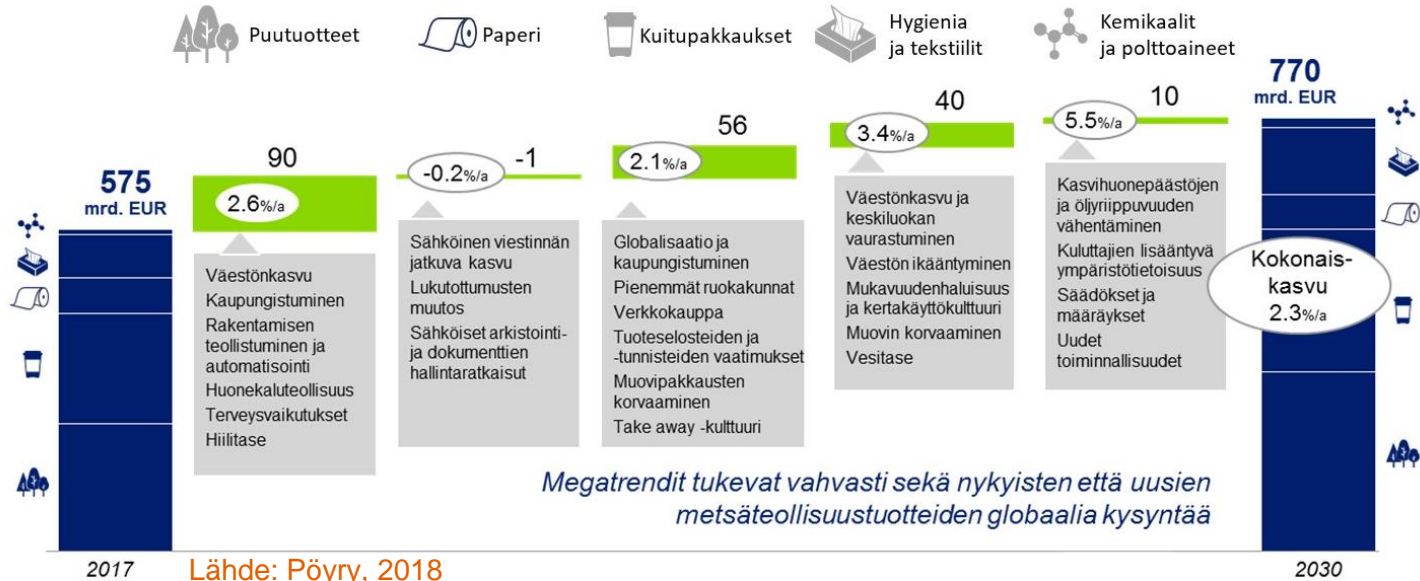 Puutuotteet
Paperi
Kuitupakkaukset
Hygienia
ja tekstiilit
Kemikaalit
ja polttoaineet
575
mrd. EUR
90
2.6%/a
Väestönkasvu
Kaupungistuminen
Rakentamisen
teollistuminen ja
automatisointi
Huonekaluteollisuus
Terveysvaikutukset
Hiilitase
-1
-0.2%/a
Sähköinen viestinnän
jatkuva kasvu
Lukutottumusten
muutos
Sähköiset arkistointi-
ja dokumenttien
hallintaratkaisut
56
2.1%/a
Globalisaatio ja
kaupungistuminen
Pienemmät ruokakunnat
Verkkokauppa
Tuoteselosteiden ja
-tunnisteiden vaatimukset
Muovipakkausten
korvaaminen
Take away -kulttuuri
40
3.4%/a
Väestönkasvu ja
keskiluokan
vaurastuminen
Väestön ikääntyminen
Mukavuudenhaluisuus
ja kertakäyttökulttuuri
Muovin korvaaminen
Vesitase
10
5.5%/a
Kasvihuonepäästöjen
ja öljyriippuvuuden
vähentäminen
Kuluttajien lisääntyvä
ympäristötietoisuus
Säädökset ja
määräykset
Uudet
toiminnallisuudet
770
mrd. EUR
Kokonais-
kasvu
2.3%/a
Megatrendit tukevat vahvasti sekä nykyisten että uusien
metsäteollisuustuotteiden globaalia kysyntää
2017
Lähde: Pöyry, 2018
2030